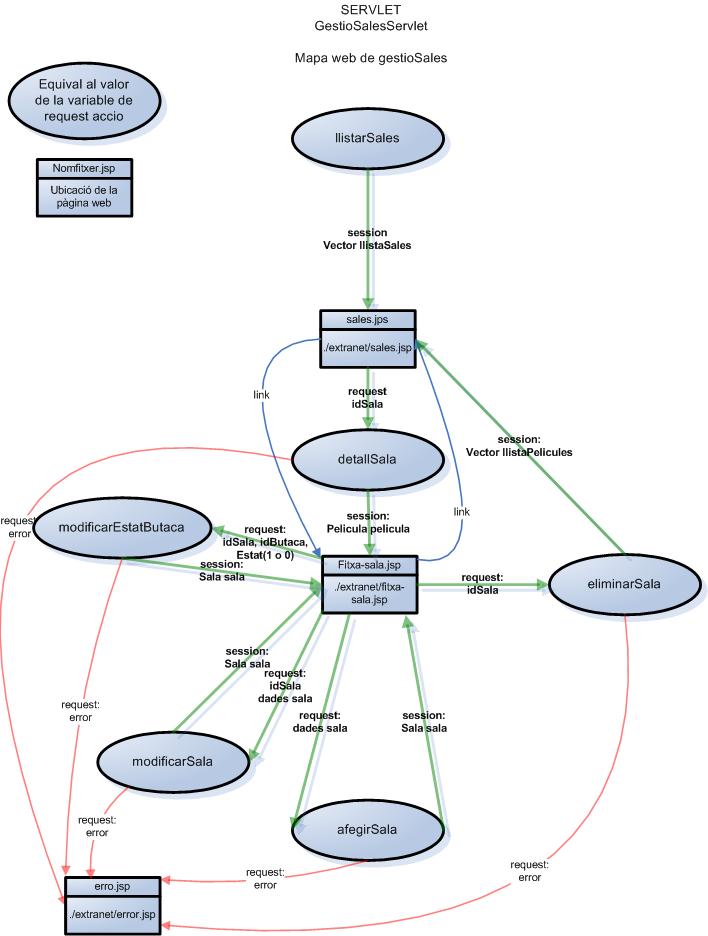 SERVLET
GestioSalesServlet
Mapa web de gestioSales
Equival al valor
de la variable de
request accio
Nomfitxer.jsp
Ubicació de la
pàgina web
llistarSales
session
Vector llistaSales
sales.jps
./extranet/sales.jsp
link
request
idSala
session:
Vector llistaPelicules
detallSala
request
error
modificarEstatButaca
request:
idSala, idButaca,
Estat(1 o 0)
session:
Pelicula pelicula
link
session:
Sala sala
Fitxa-sala.jsp
./extranet/fitxa-
sala.jsp
request:
idSala
eliminarSala
session:
Sala sala
request:
idSala
dades sala
request:
error
request:
dades sala
session:
Sala sala
modificarSala
request:
error
afegirSala
request:
error
request:
error
erro.jsp
./extranet/error.jsp